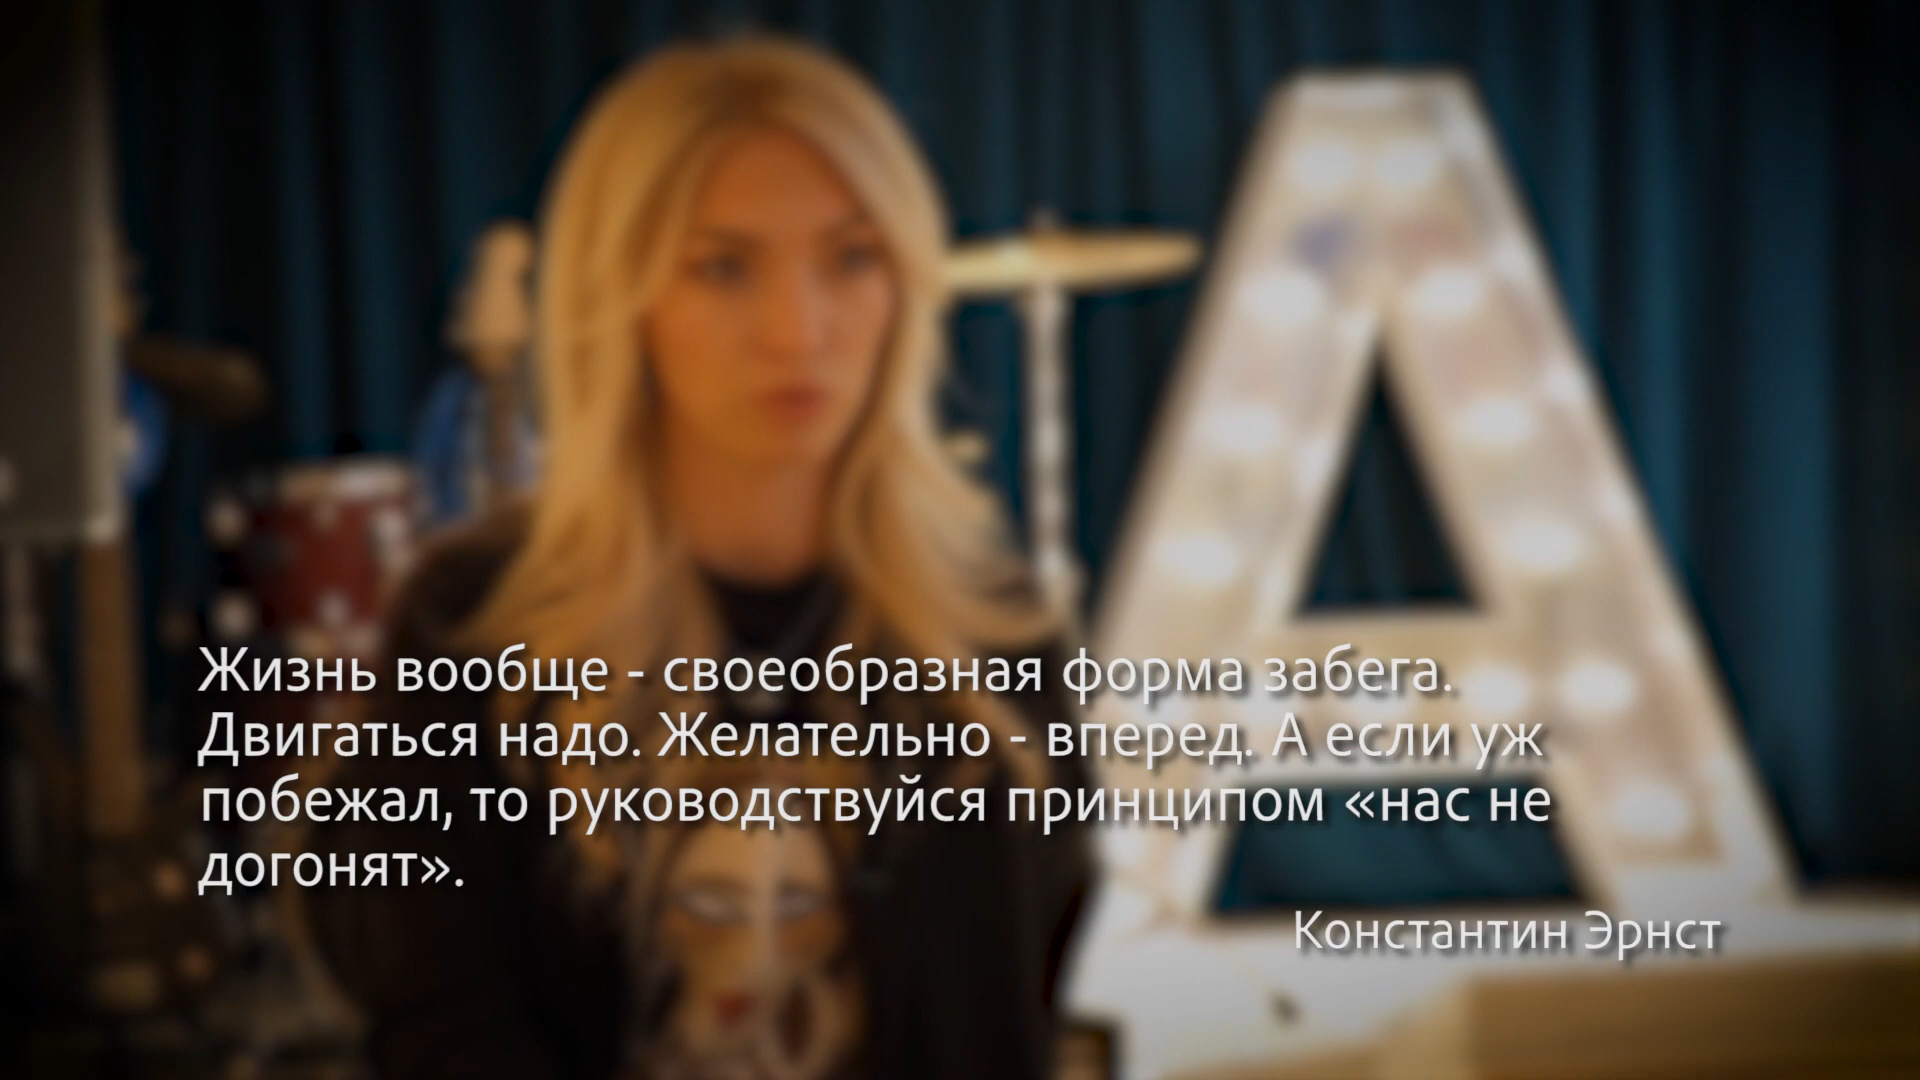 Жизнь вообще - своеобразная форма забега.
Двигаться надо. Желательно - вперед. А если уж
побежал, то руководствуйся принципом «нас не
догонят».
Константин Эрнст
A